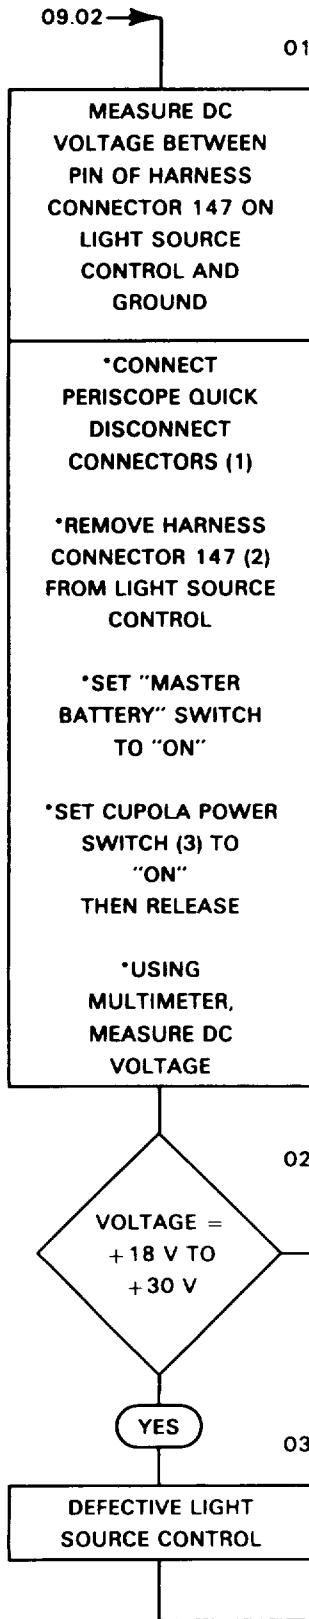 09.02
01
MEASURE DC
VOLTAGE BETWEEN
PIN OF HARNESS
CONNECTOR 147 ON
LIGHT SOURCE
CONTROL AND
GROUND
*CONNECT
PERISCOPE QUICK
DISCONNECT
CONNECTORS (1)
*REMOVE HARNESS
CONNECTOR 147 (2)
FROM LIGHT SOURCE
CONTROL
*SET "MASTER
BATTERY" SWITCH
TO "ON"
*SET CUPOLA POWER
SWITCH (3) TO
"ON"
THEN RELEASE
*USING
MULTIMETER,
MEASURE DC
VOLTAGE
02
VOLTAGE =
+18 V TO
+30 V
YES
03
DEFECTIVE LIGHT
SOURCE CONTROL